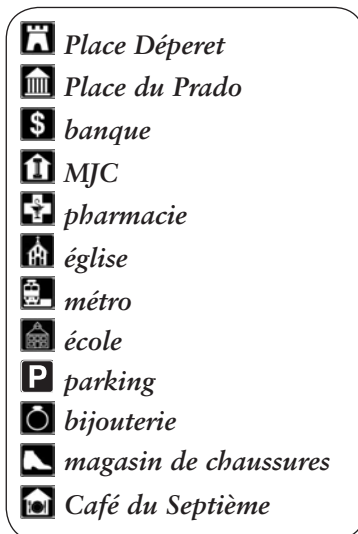 Place Déperet
Place du Prado
$ banque
MJC
pharmacie
église
métro
école
P parking
bijouterie
magasin de chaussures
Café du Septième